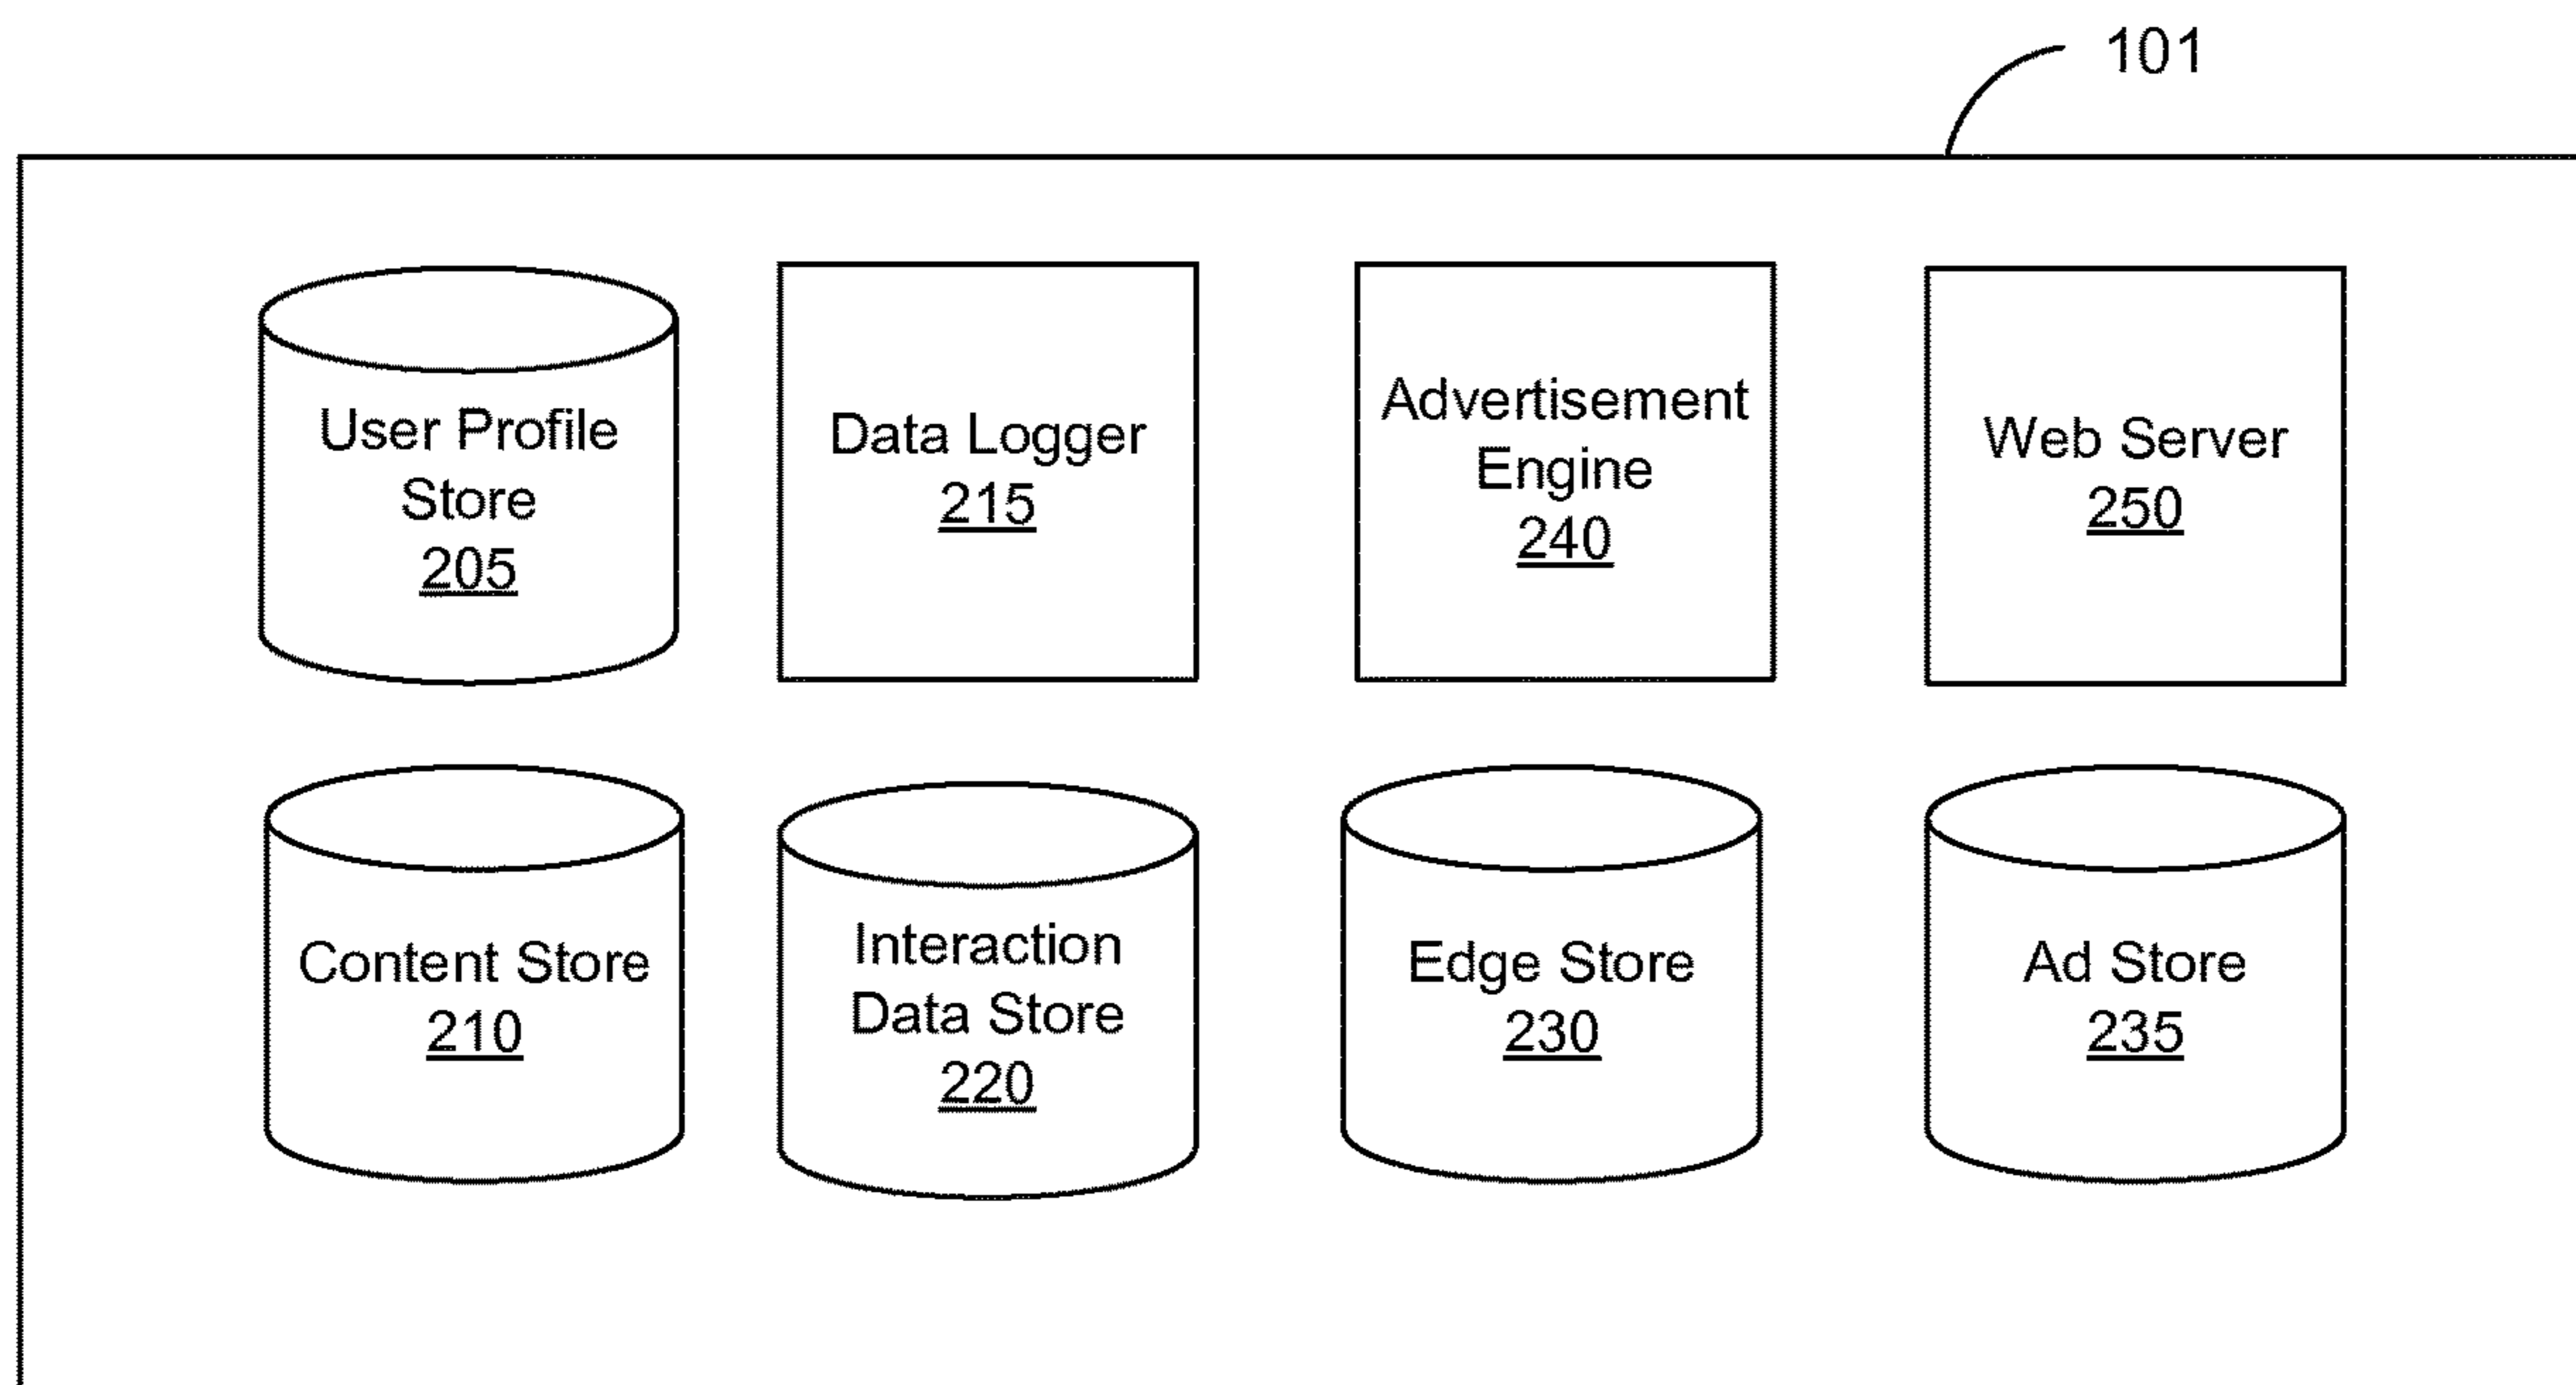 101
User Profile
Store
205
Data Logger
215
Advertisement
Engine
240
Web Server
250
Content Store
210
Interaction
Data Store
220
Edge Store
230
Ad Store
235